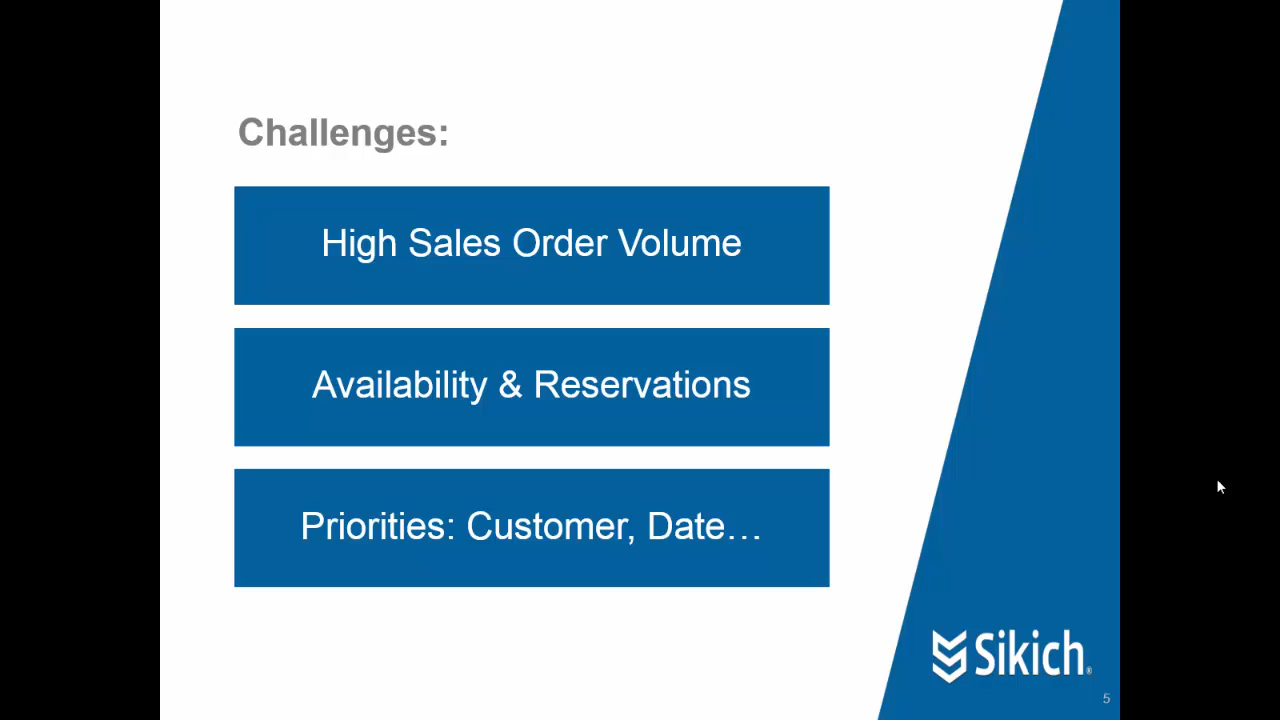 Challenges:
High Sales Order Volume
Availability & Reservations
Priorities: Customer, Date…
Sikich®
5